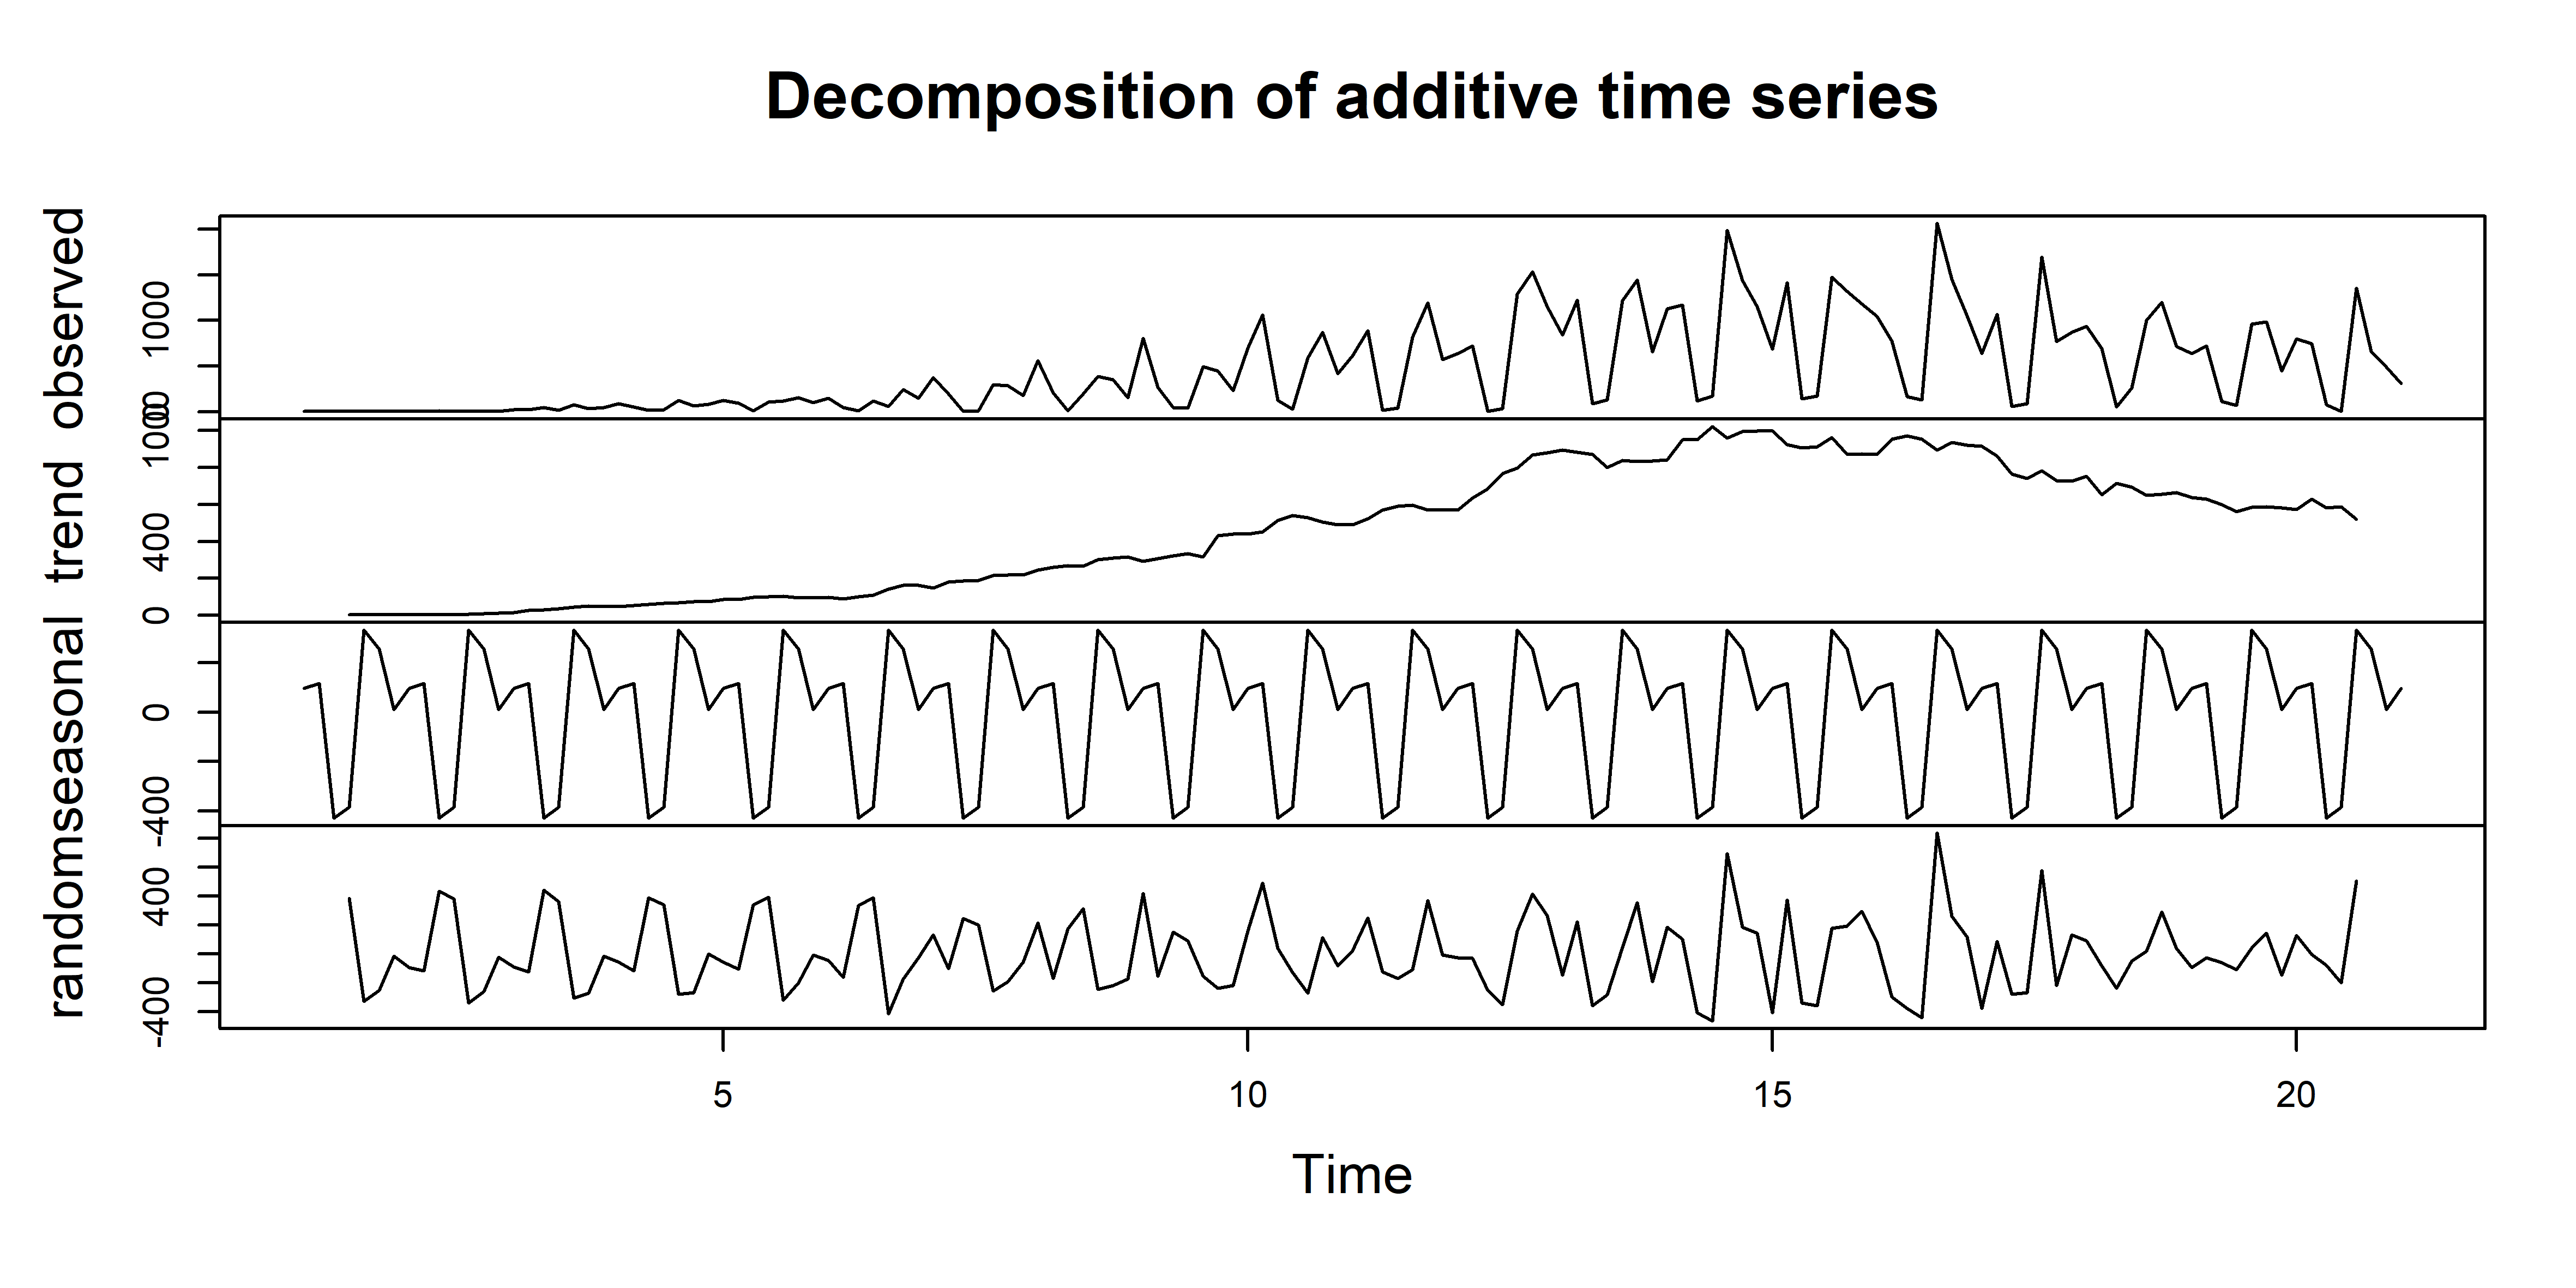 Decomposition of additive time series
observed
1000
0
trend
1000
400
0
seasonal
0
-400
random
400
-400
5 10 15 20
Time